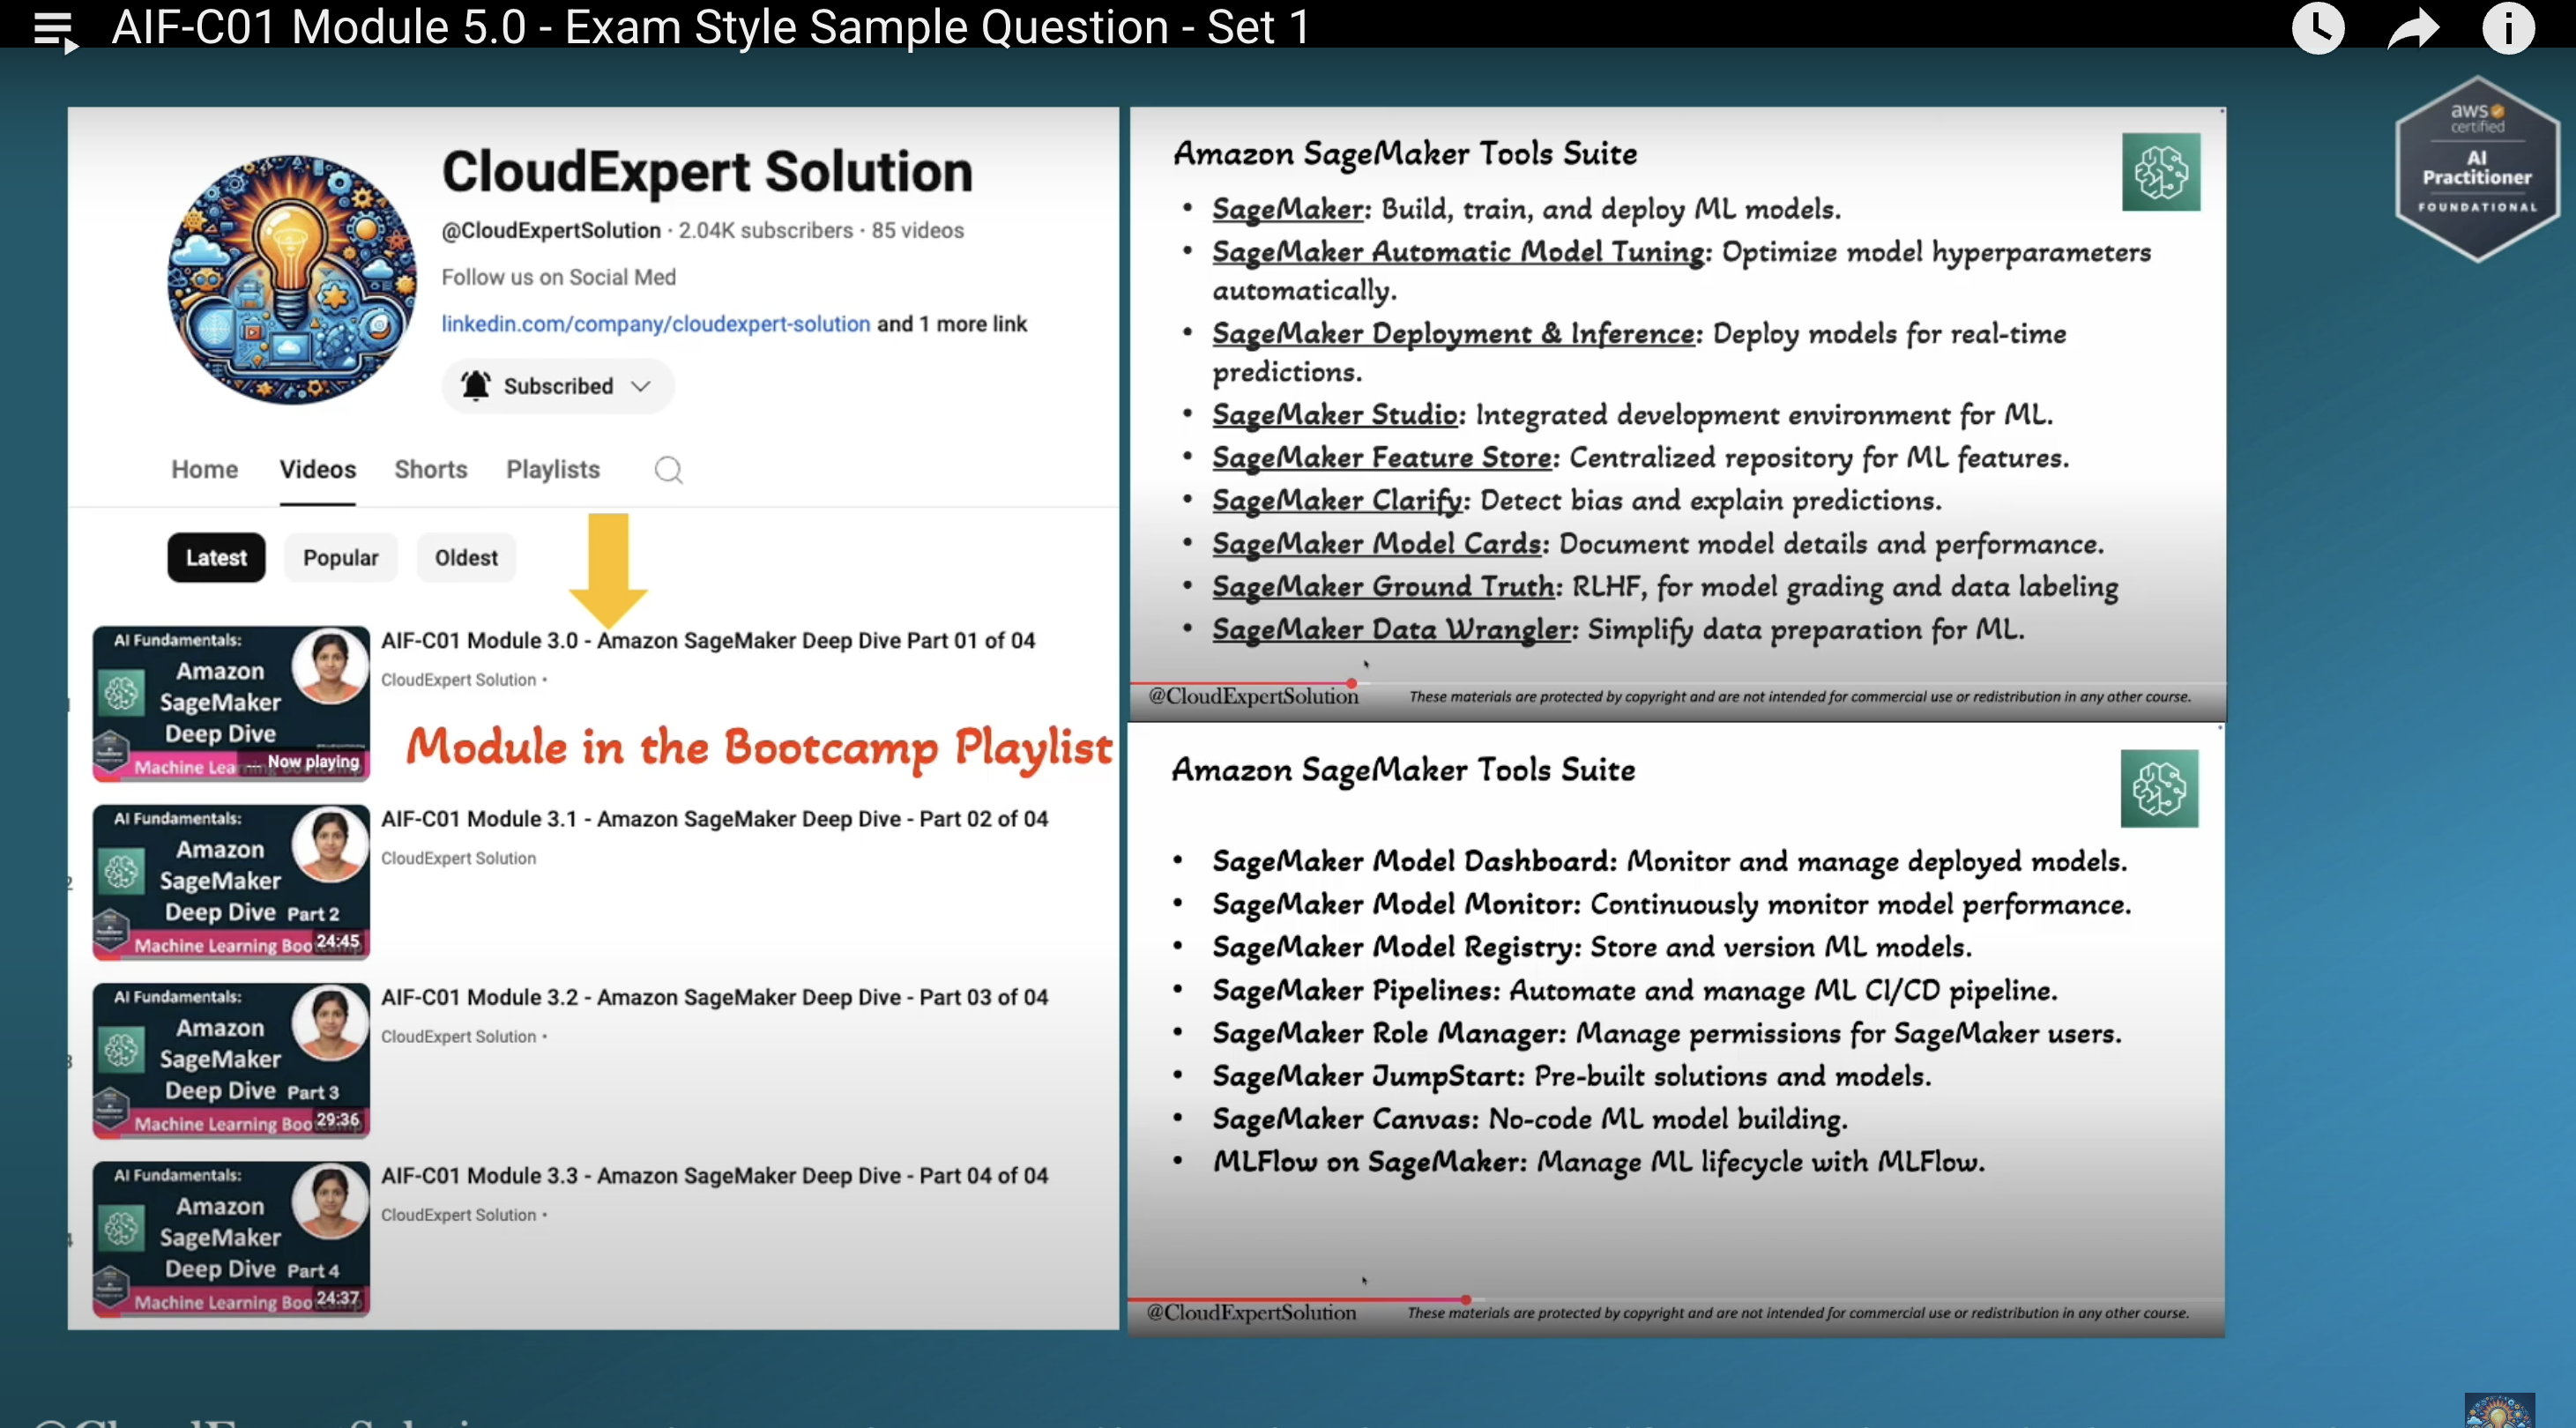 AIF-C01 Module 5.0 - Exam Style Sample Question - Set 1
CloudExpert Solution
@CloudExpertSolution · 2.04K subscribers · 85 videos
Follow us on Social Med
linkedin.com/company/cloudexpert-solution and 1 more link
Subscribed
Home Videos Shorts Playlists
Latest Popular Oldest
AI Fundamentals:
Amazon
SageMaker
Deep Dive
Machine Lea
... Now playing
AIF-C01 Module 3.0 - Amazon SageMaker Deep Dive Part 01 of 04
CloudExpert Solution •
Module in the Bootcamp Playlist
2
AI Fundamentals:
Amazon
SageMaker
Deep Dive Part 2
Machine Learning Boo
24:45
AIF-C01 Module 3.1 - Amazon SageMaker Deep Dive - Part 02 of 04
CloudExpert Solution
3
AI Fundamentals:
Amazon
SageMaker
Deep Dive Part 3
Machine Learning Boo
29:36
AIF-C01 Module 3.2 - Amazon SageMaker Deep Dive - Part 03 of 04
CloudExpert Solution •
4
AI Fundamentals:
Amazon
SageMaker
Deep Dive Part 4
Machine Learning Boo
24:37
AIF-C01 Module 3.3 - Amazon SageMaker Deep Dive - Part 04 of 04
CloudExpert Solution •
Amazon SageMaker Tools Suite
• SageMaker: Build, train, and deploy ML models.
• SageMaker Automatic Model Tuning: Optimize model hyperparameters
automatically.
• SageMaker Deployment & Inference: Deploy models for real-time
predictions.
• SageMaker Studio: Integrated development environment for ML.
• SageMaker Feature Store: Centralized repository for ML features.
• SageMaker Clarify: Detect bias and explain predictions.
• SageMaker Model Cards: Document model details and performance.
• SageMaker Ground Truth: RLHF, for model grading and data labeling
• SageMaker Data Wrangler: Simplify data preparation for ML.
@CloudExpertSolution These materials are protected by copyright and are not intended for commercial use or redistribution in any other course.
Amazon SageMaker Tools Suite
• SageMaker Model Dashboard: Monitor and manage deployed models.
• SageMaker Model Monitor: Continuously monitor model performance.
• SageMaker Model Registry: Store and version ML models.
• SageMaker Pipelines: Automate and manage ML CI/CD pipeline.
• SageMaker Role Manager: Manage permissions for SageMaker users.
• SageMaker JumpStart: Pre-built solutions and models.
• SageMaker Canvas: No-code ML model building.
• MLFlow on SageMaker: Manage ML lifecycle with MLFlow.
@CloudExpertSolution These materials are protected by copyright and are not intended for commercial use or redistribution in any other course.
aws
certified
AI
Practitioner
FOUNDATIONAL